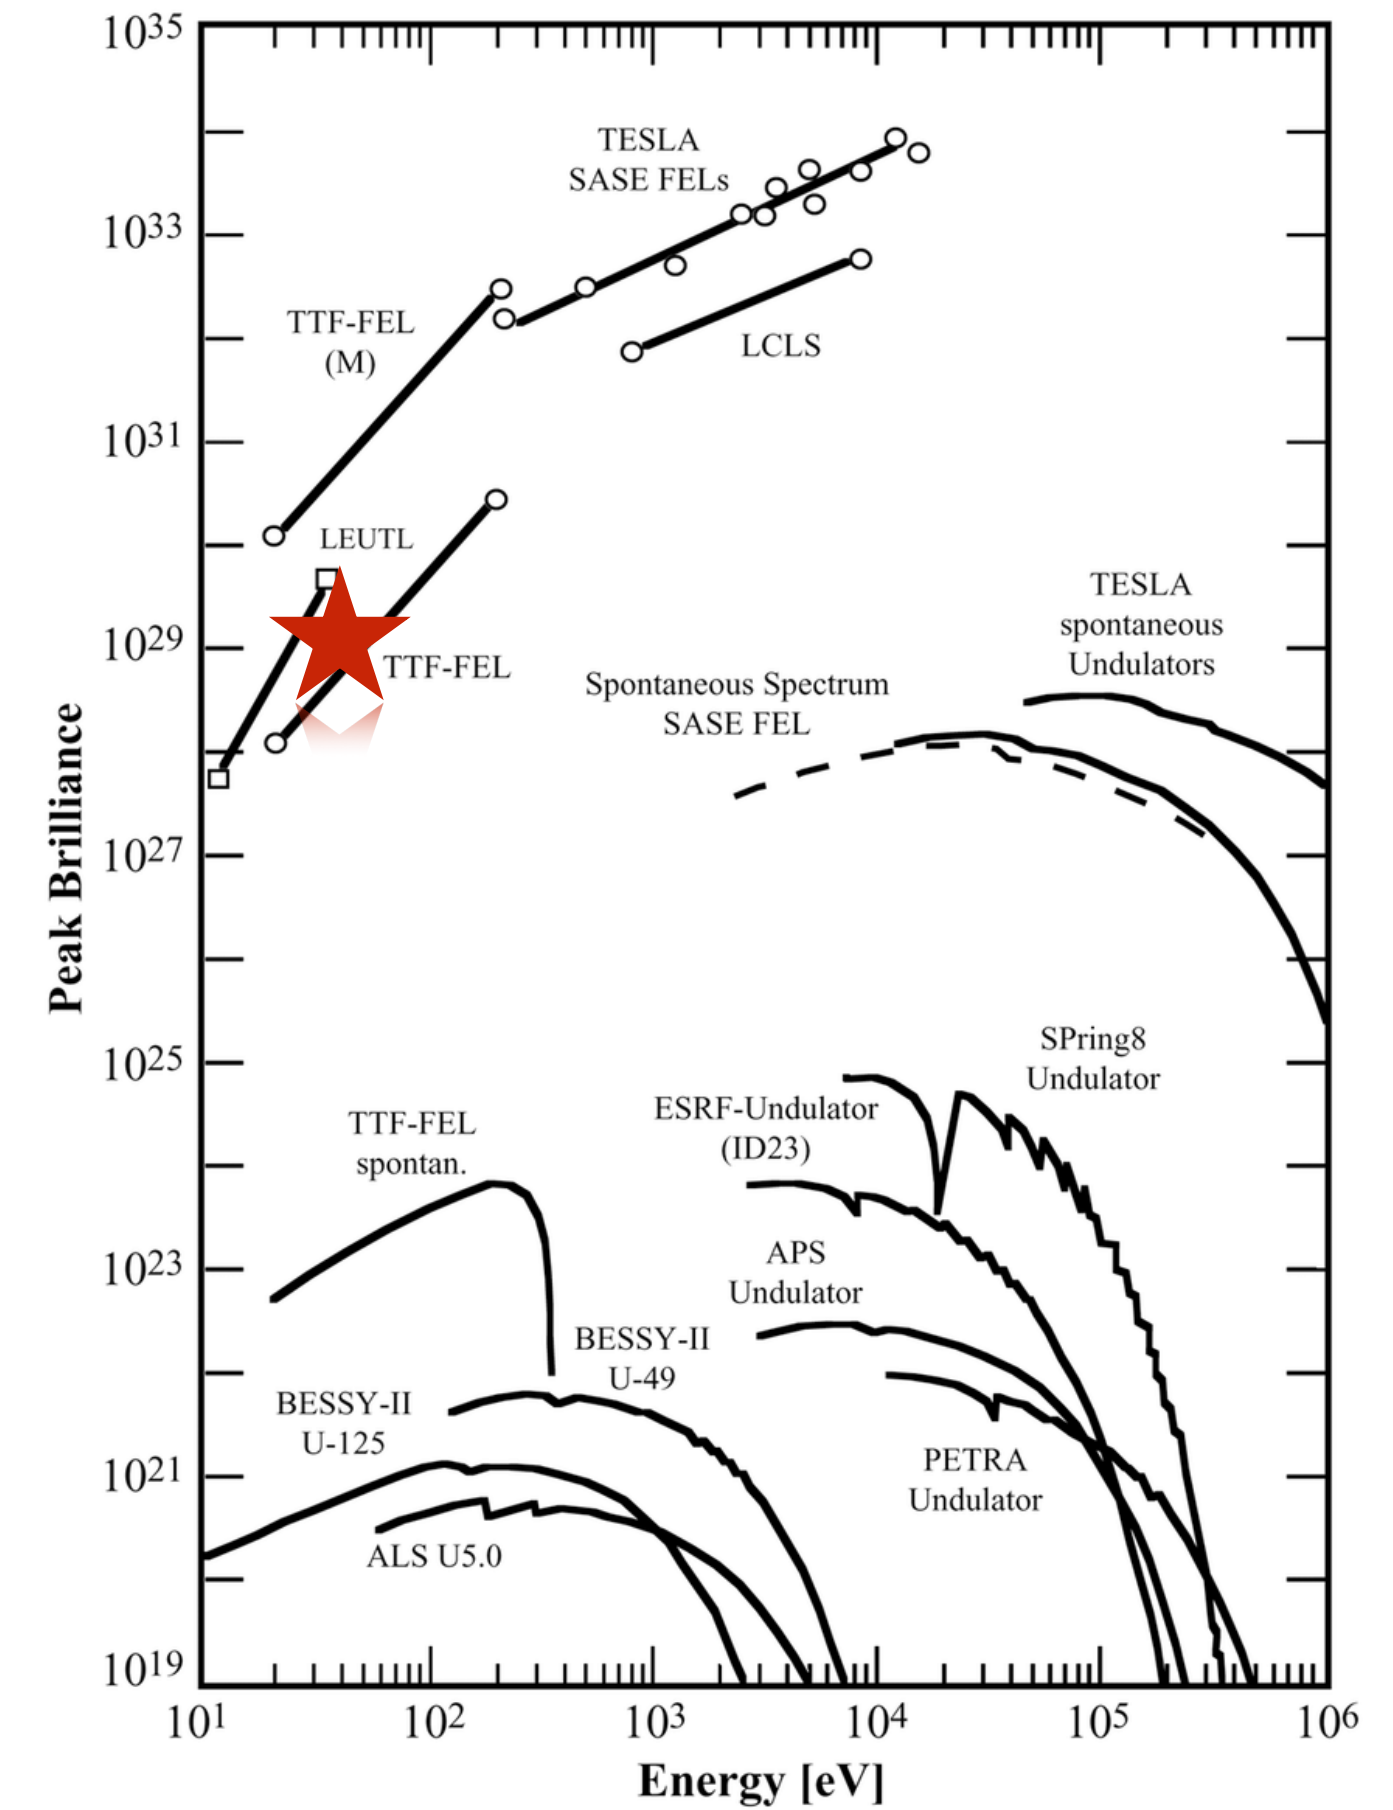 10³⁵
TESLA
SASE FELs
10³³
TTF-FEL
(M)
LCLS
10³¹
LEUTL
TESLA
spontaneous
Undulators
10²⁹
TTF-FEL
Spontaneous Spectrum
SASE FEL
Peak Brilliance
10²⁷
10²⁵
SPring8
Undulator
ESRF-Undulator
(ID23)
TTF-FEL
spontan.
10²³
APS
Undulator
BESSY-II
U-49
BESSY-II
U-125
PETRA
Undulator
10²¹
ALS U5.0
10¹⁹
10¹ 10² 10³ 10⁴ 10⁵ 10⁶
Energy [eV]